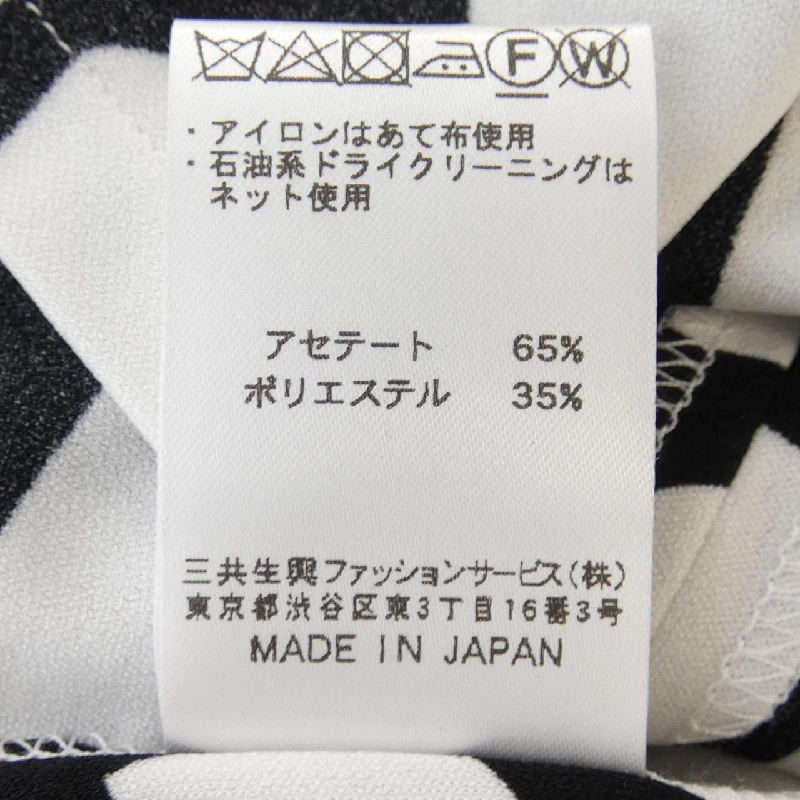 F W
・アイロンはあて布使用
・石油系ドライクリーニングは
ネット使用
アセテート 65%
ポリエステル 35%
三共生興ファッションサービス(株)
東京都渋谷区東3丁目16番3号
MADE IN JAPAN